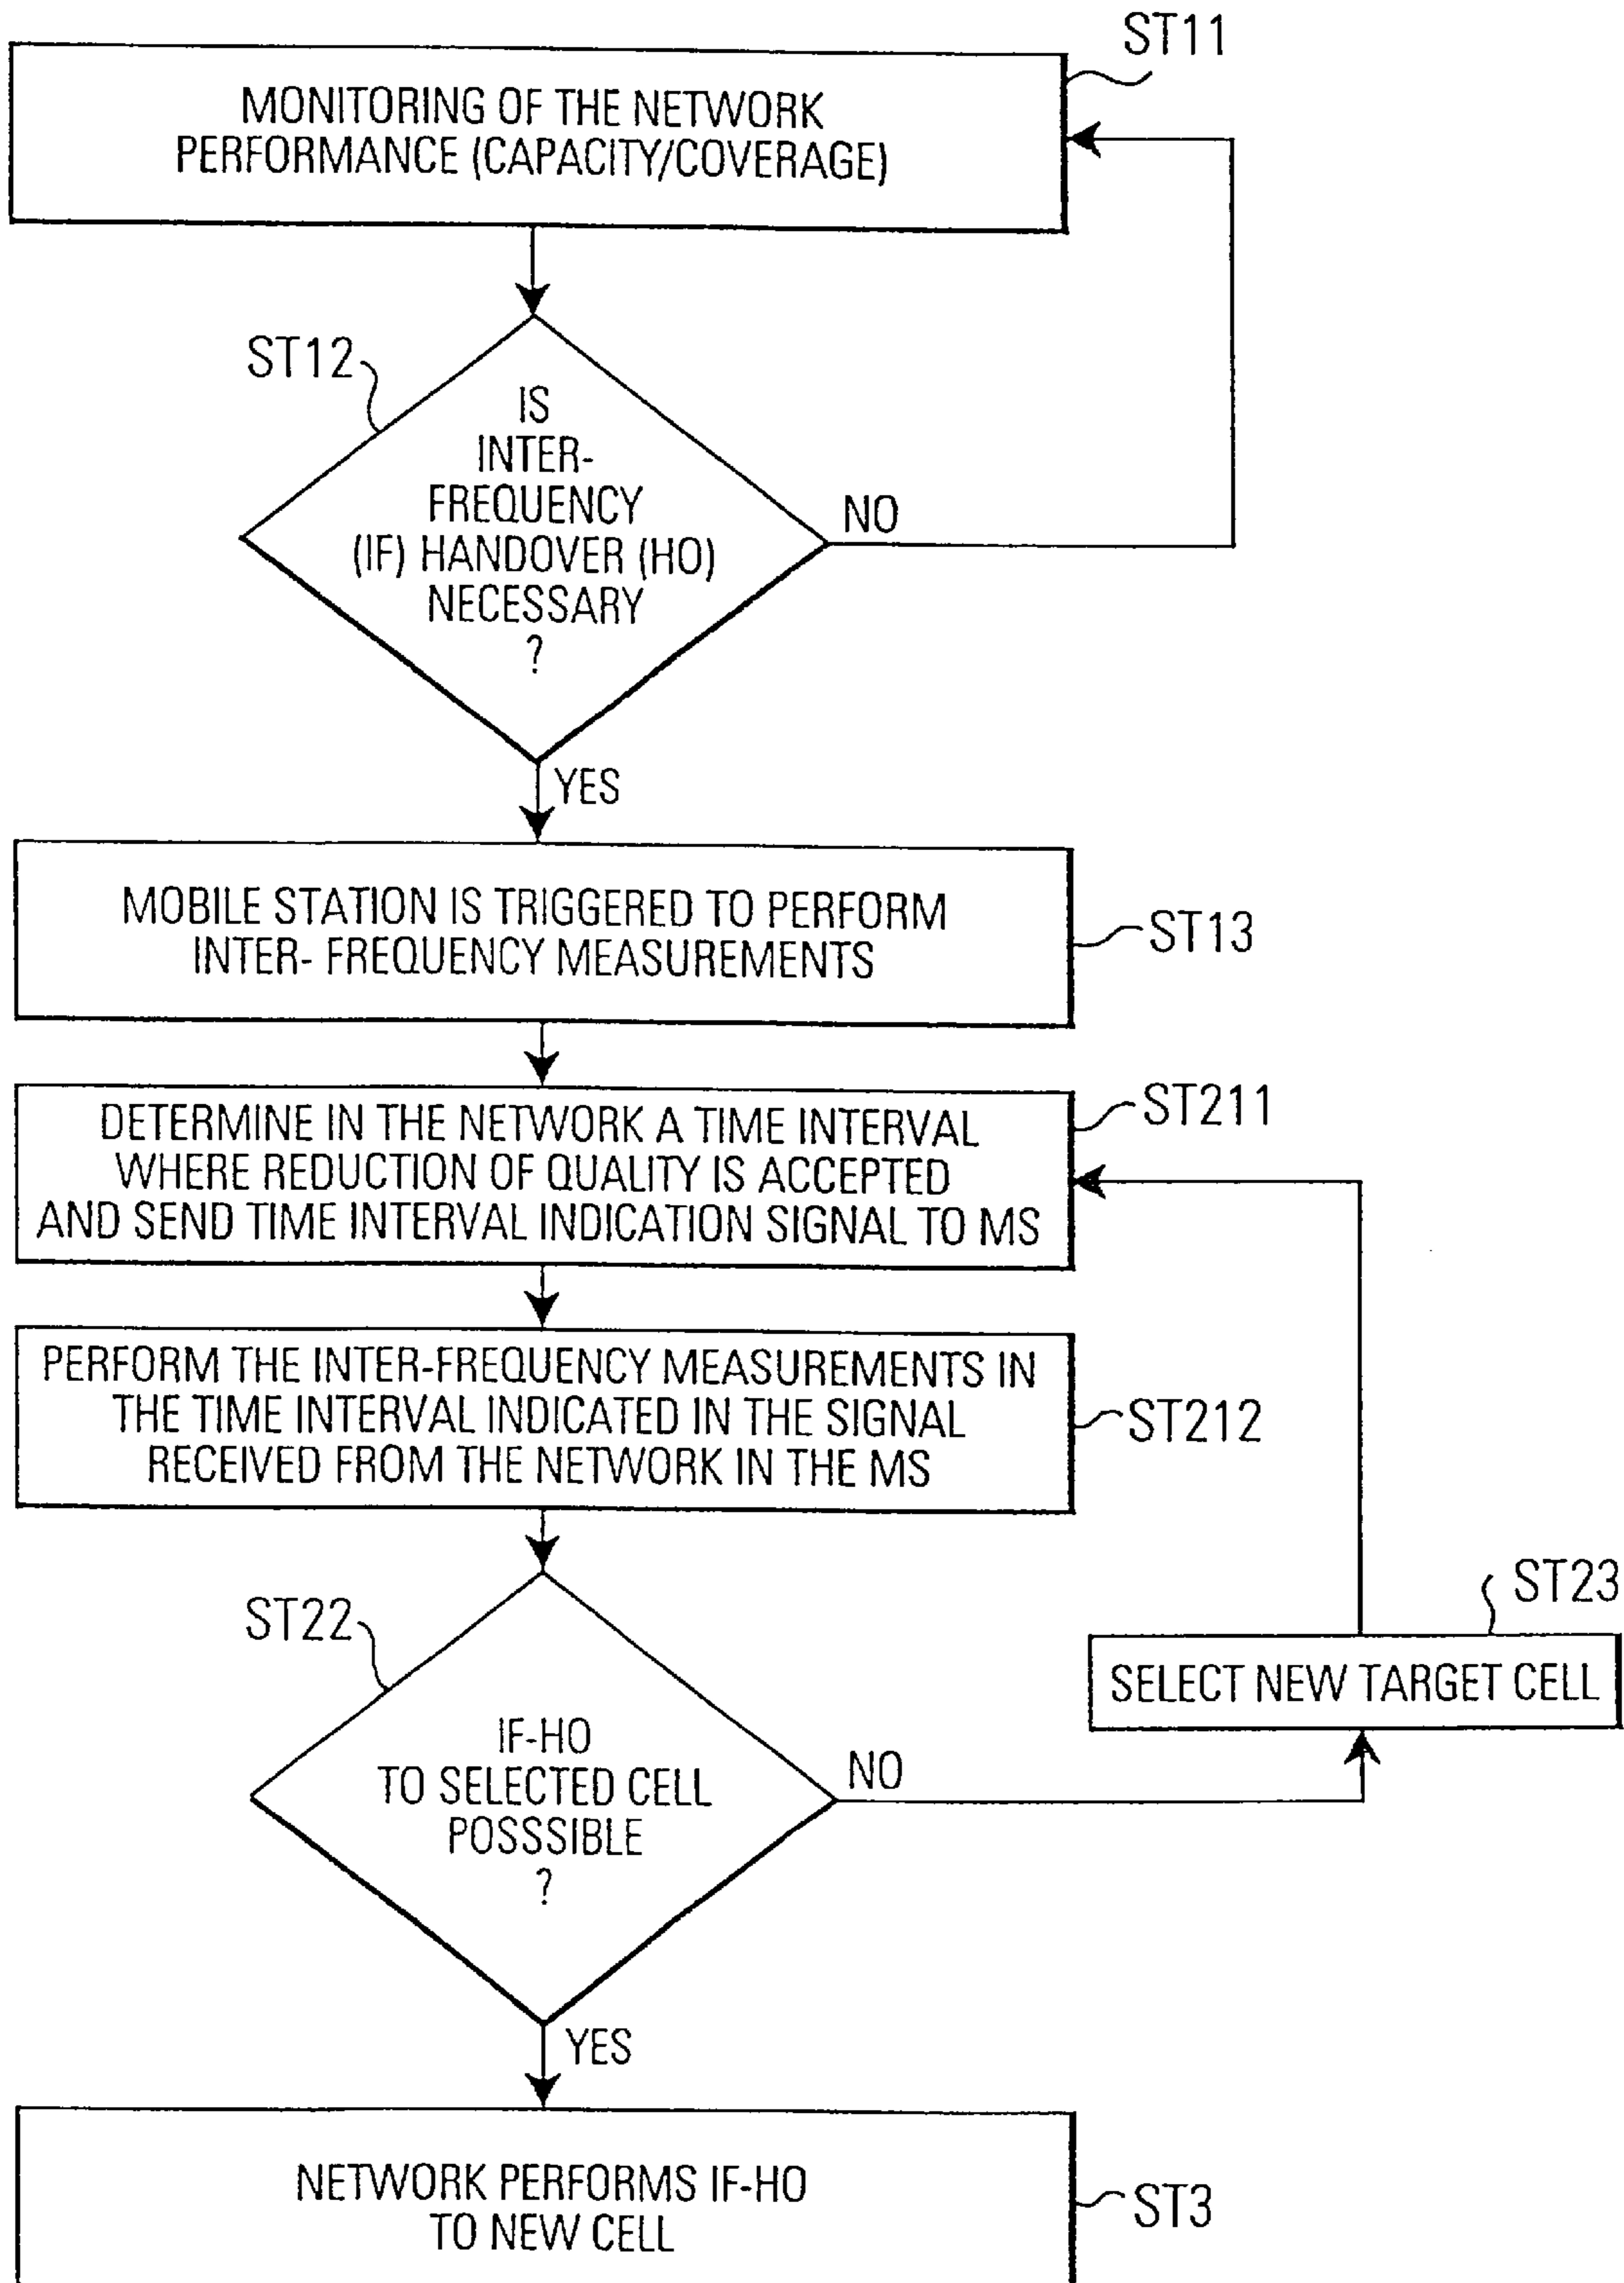 ST11
MONITORING OF THE NETWORK
PERFORMANCE (CAPACITY/COVERAGE)
ST12
IS
INTER-
FREQUENCY
(IF) HANDOVER (HO)
NECESSARY
?
NO
YES
MOBILE STATION IS TRIGGERED TO PERFORM
INTER- FREQUENCY MEASUREMENTS
ST13
DETERMINE IN THE NETWORK A TIME INTERVAL
WHERE REDUCTION OF QUALITY IS ACCEPTED
AND SEND TIME INTERVAL INDICATION SIGNAL TO MS
ST211
PERFORM THE INTER-FREQUENCY MEASUREMENTS IN
THE TIME INTERVAL INDICATED IN THE SIGNAL
RECEIVED FROM THE NETWORK IN THE MS
ST212
ST22
IF-HO
TO SELECTED CELL
POSSSIBLE
?
NO
ST23
SELECT NEW TARGET CELL
YES
NETWORK PERFORMS IF-HO
TO NEW CELL
ST3